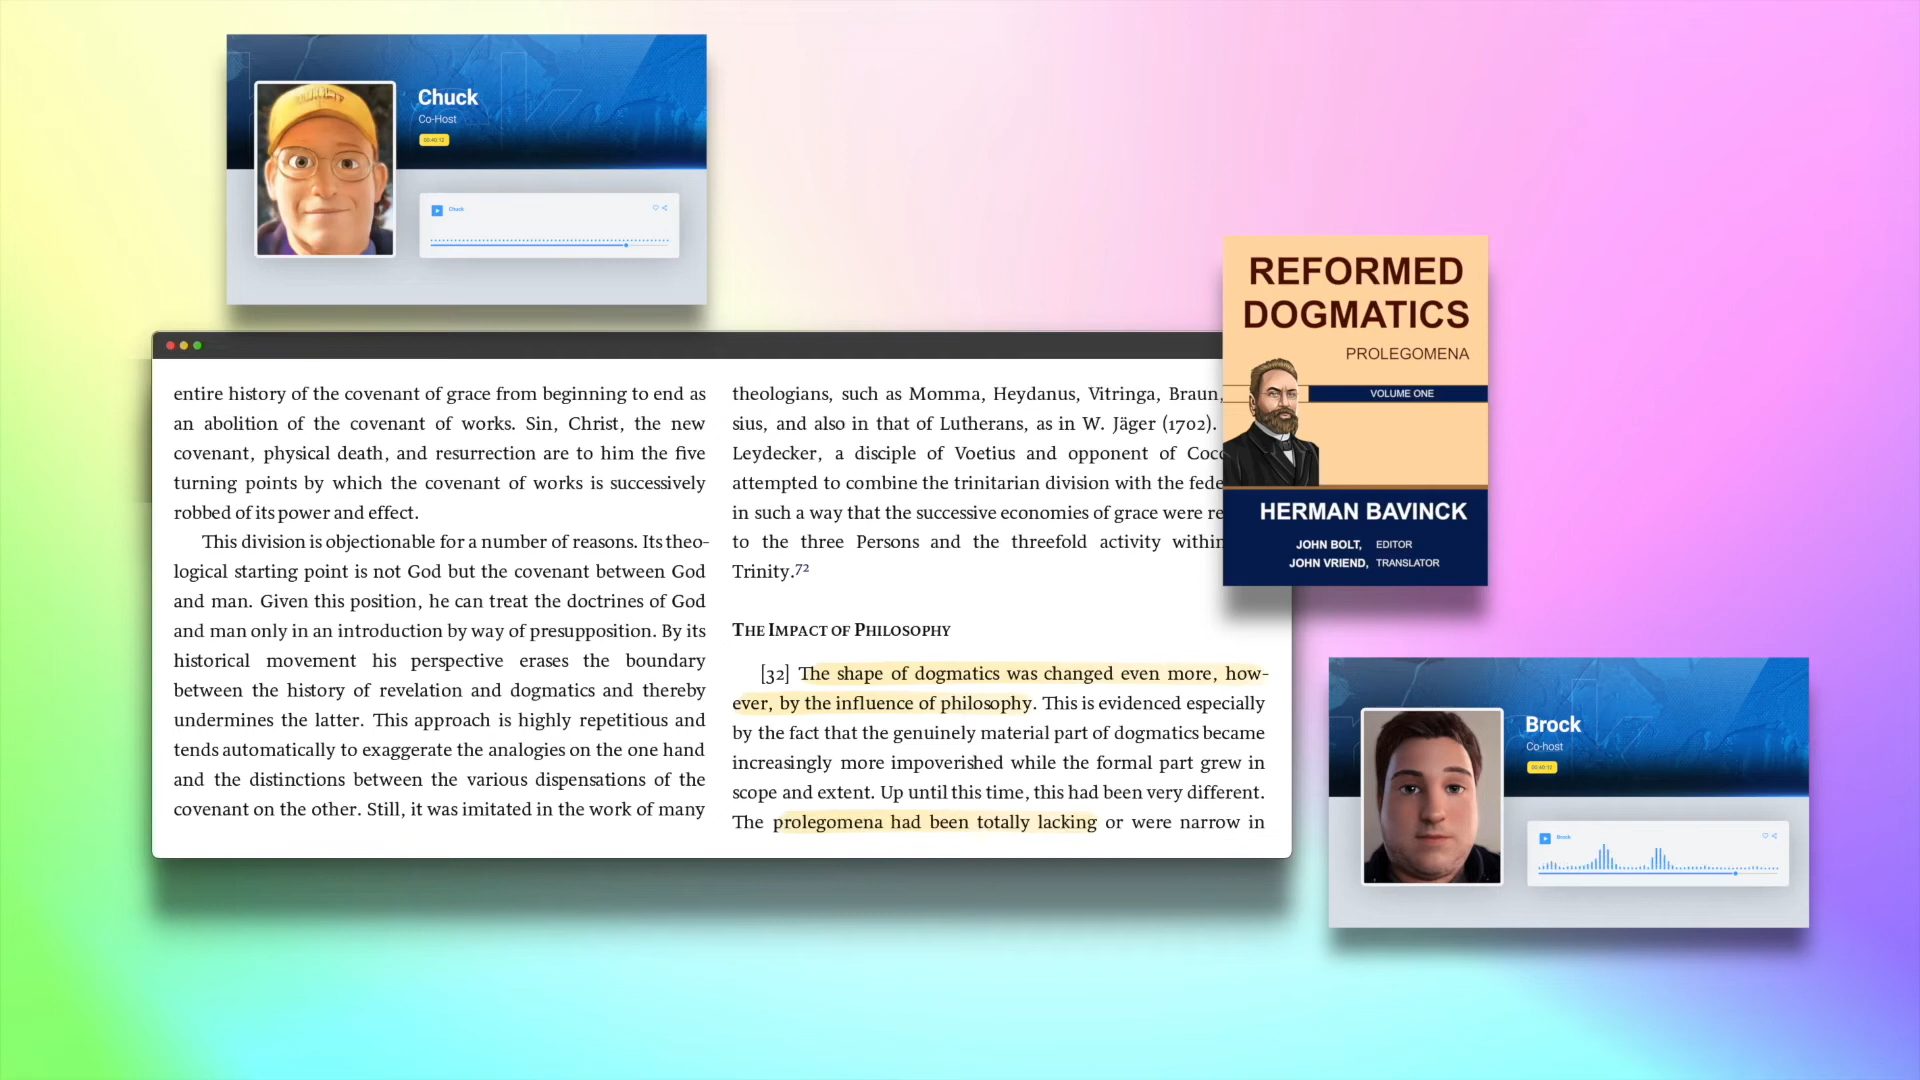 Chuck
Co-Host
00:40:12
Chuck
entire history of the covenant of grace from beginning to end as
an abolition of the covenant of works. Sin, Christ, the new
covenant, physical death, and resurrection are to him the five
turning points by which the covenant of works is successively
robbed of its power and effect.
This division is objectionable for a number of reasons. Its theo-
logical starting point is not God but the covenant between God
and man. Given this position, he can treat the doctrines of God
and man only in an introduction by way of presupposition. By its
historical movement his perspective erases the boundary
between the history of revelation and dogmatics and thereby
undermines the latter. This approach is highly repetitive and
tends automatically to exaggerate the analogies on the one hand
and the distinctions between the various dispensations of the
covenant on the other. Still, it was imitated in the work of many
theologians, such as Momma, Heydanus, Vitringa, Braun,
sius, and also in that of Lutherans, as in W. Jäger (1702).
Leydecker, a disciple of Voetius and opponent of Coc
attempted to combine the trinitarian division with the fede
in such a way that the successive economies of grace were re
to the three Persons and the threefold activity within
Trinity.72
The Impact of Philosophy
[32] The shape of dogmatics was changed even more, how-
ever, by the influence of philosophy. This is evidenced especially
by the fact that the genuinely material part of dogmatics became
increasingly more impoverished while the formal part grew in
scope and extent. Up until this time, this had been very different.
The prolegomena had been totally lacking or were narrow in
REFORMED
DOGMATICS
PROLEGOMENA
VOLUME ONE
HERMAN BAVINCK
JOHN BOLT, EDITOR
JOHN VRIEND, TRANSLATOR
Brock
Co-host
00:40:12
Brock